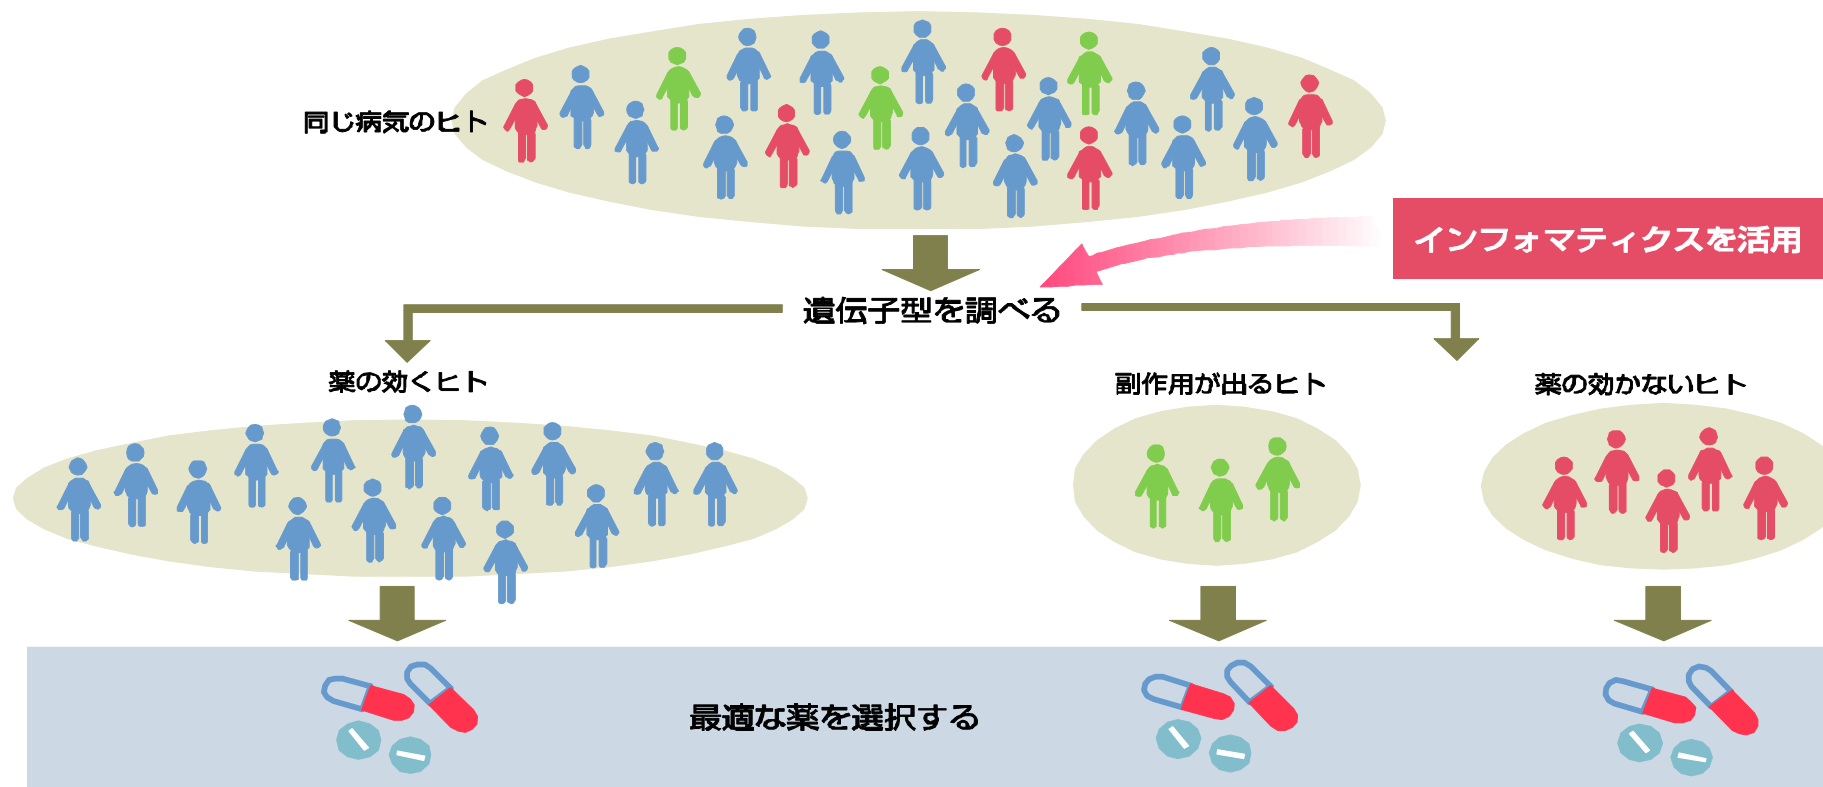 同じ病気のヒト
インフォマティクスを活用
遺伝子型を調べる
薬の効くヒト
副作用が出るヒト
薬の効かないヒト
最適な薬を選択する